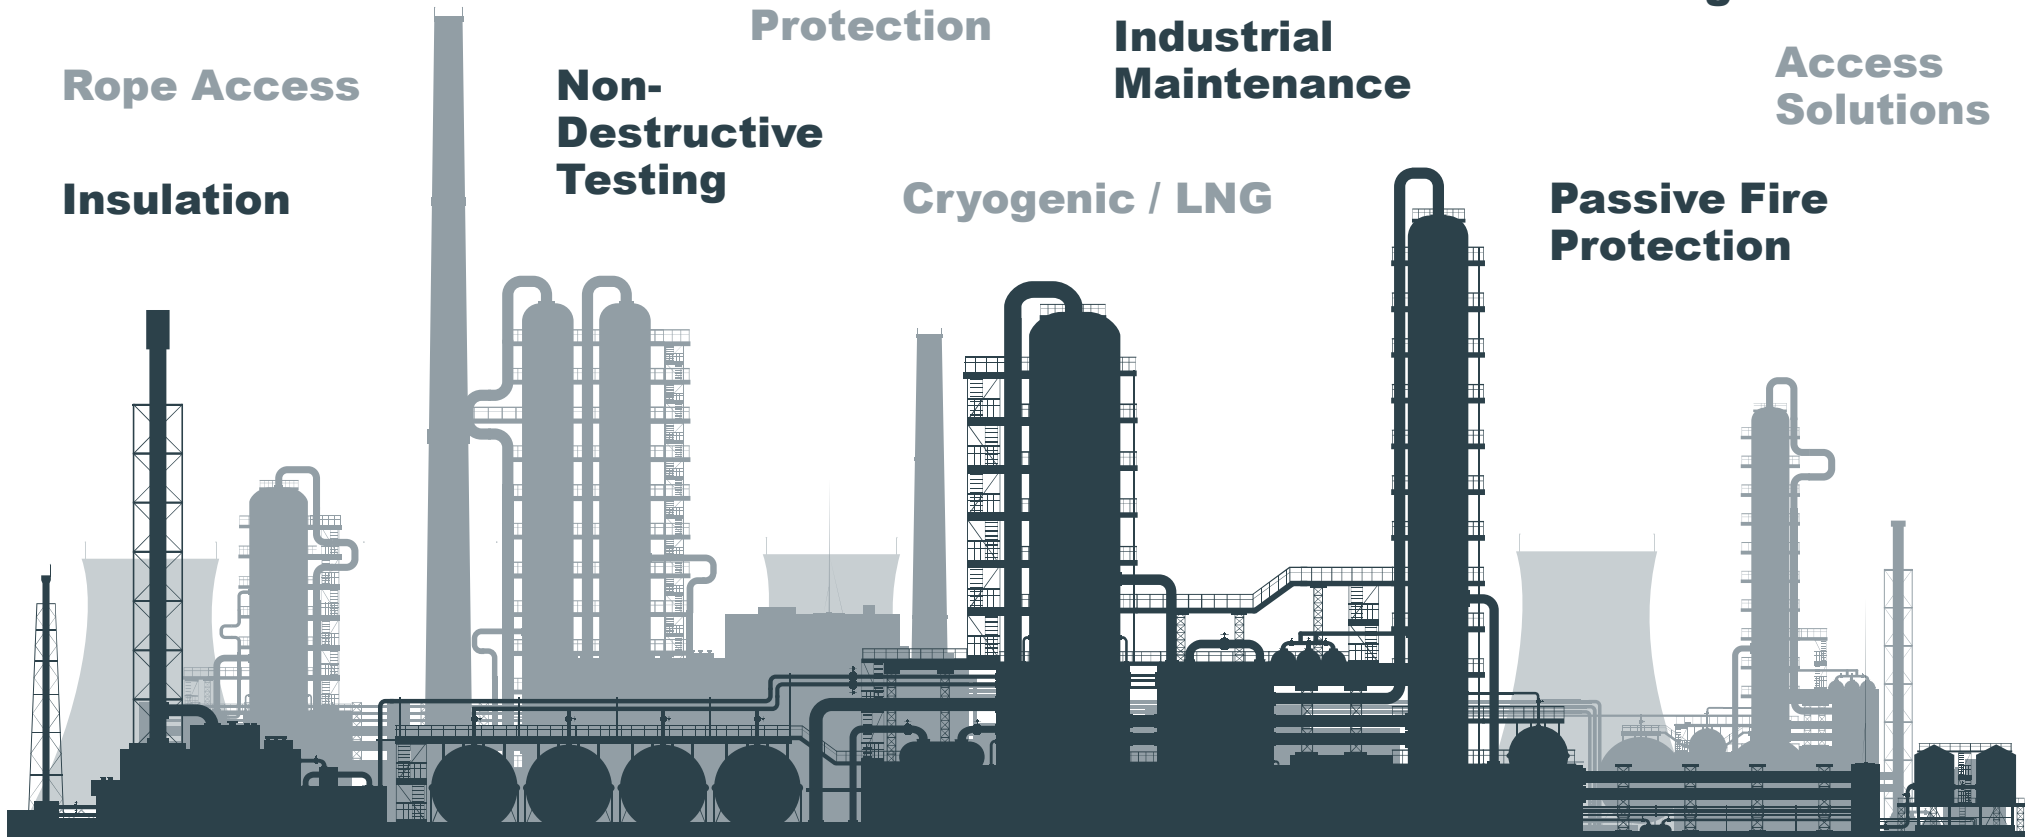 Protection
Industrial
Maintenance
Access
Solutions
Rope Access
Non-
Destructive
Testing
Insulation
Cryogenic / LNG
Passive Fire
Protection